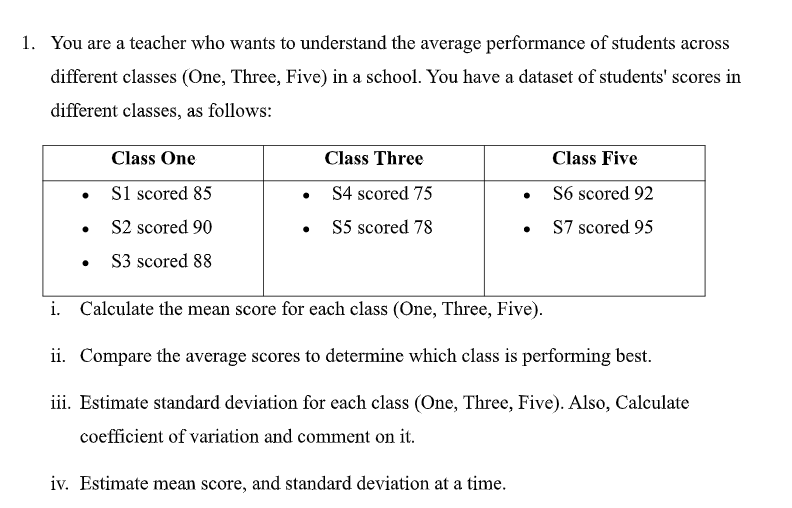 1. You are a teacher who wants to understand the average performance of students across
different classes (One, Three, Five) in a school. You have a dataset of students' scores in
different classes, as follows:
Class One Class Three Class Five
• S1 scored 85 • S4 scored 75 • S6 scored 92
• S2 scored 90 • S5 scored 78 • S7 scored 95
• S3 scored 88
i. Calculate the mean score for each class (One, Three, Five).
ii. Compare the average scores to determine which class is performing best.
iii. Estimate standard deviation for each class (One, Three, Five). Also, Calculate
coefficient of variation and comment on it.
iv. Estimate mean score, and standard deviation at a time.